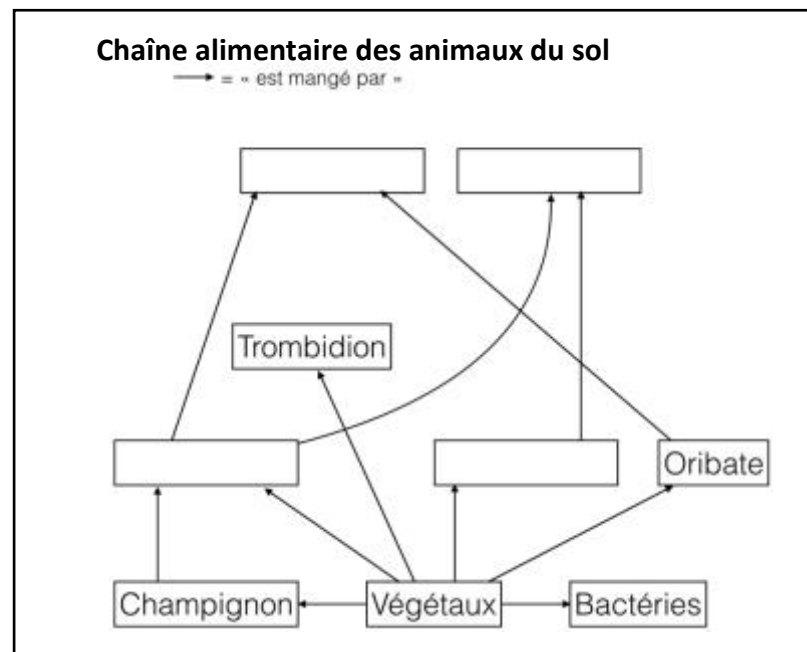 Chaîne alimentaire des animaux du sol
= « est mangé par »
Trombidion
Oribate
Champignon
Végétaux
Bactéries